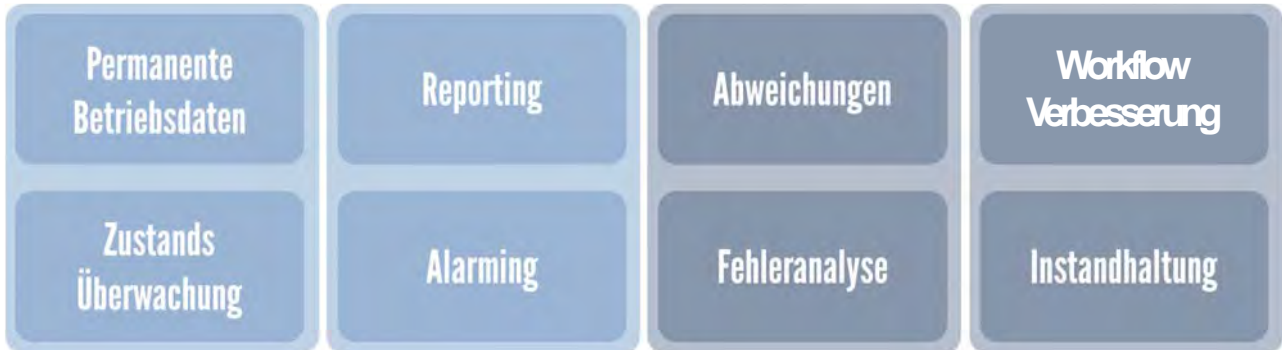 Permanente
Betriebsdaten
Reporting
Abweichungen
Workflow
Verbesserung
Zustands
Überwachung
Alarming
Fehleranalyse
Instandhaltung